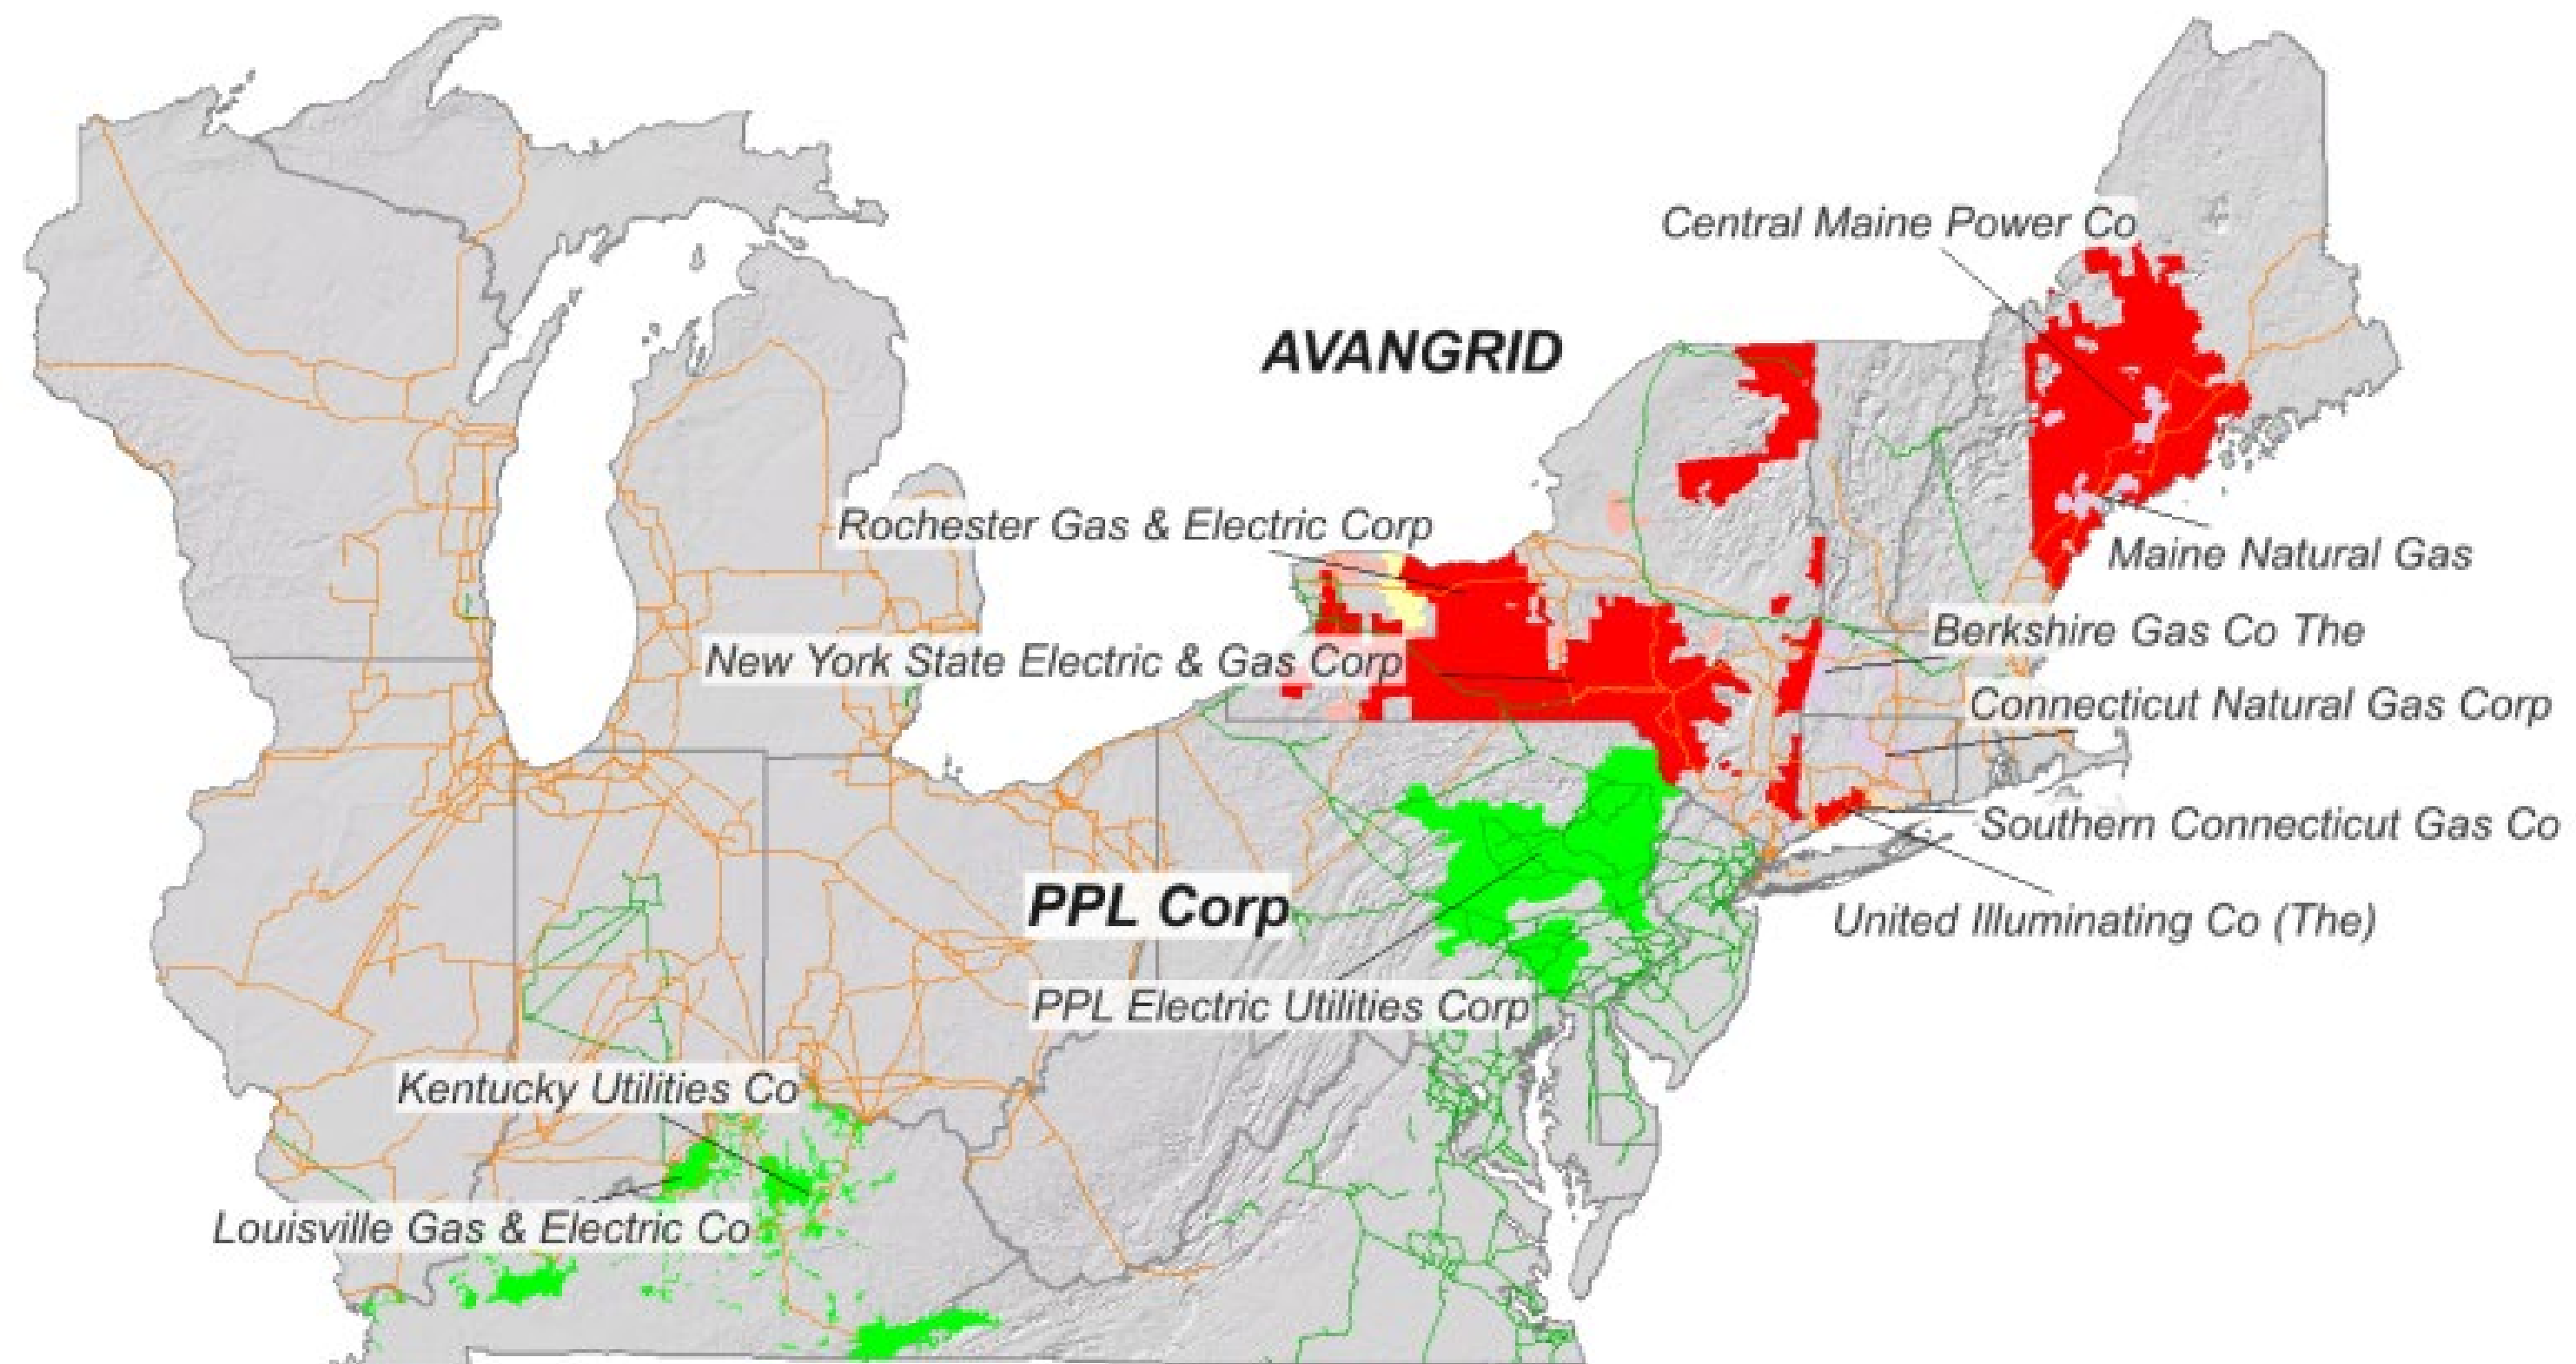 Central Maine Power Co
AVANGRID
Rochester Gas & Electric Corp
Maine Natural Gas
Berkshire Gas Co The
New York State Electric & Gas Corp
Connecticut Natural Gas Corp
Southern Connecticut Gas Co
PPL Corp
United Illuminating Co (The)
PPL Electric Utilities Corp
Kentucky Utilities Co
Louisville Gas & Electric Co